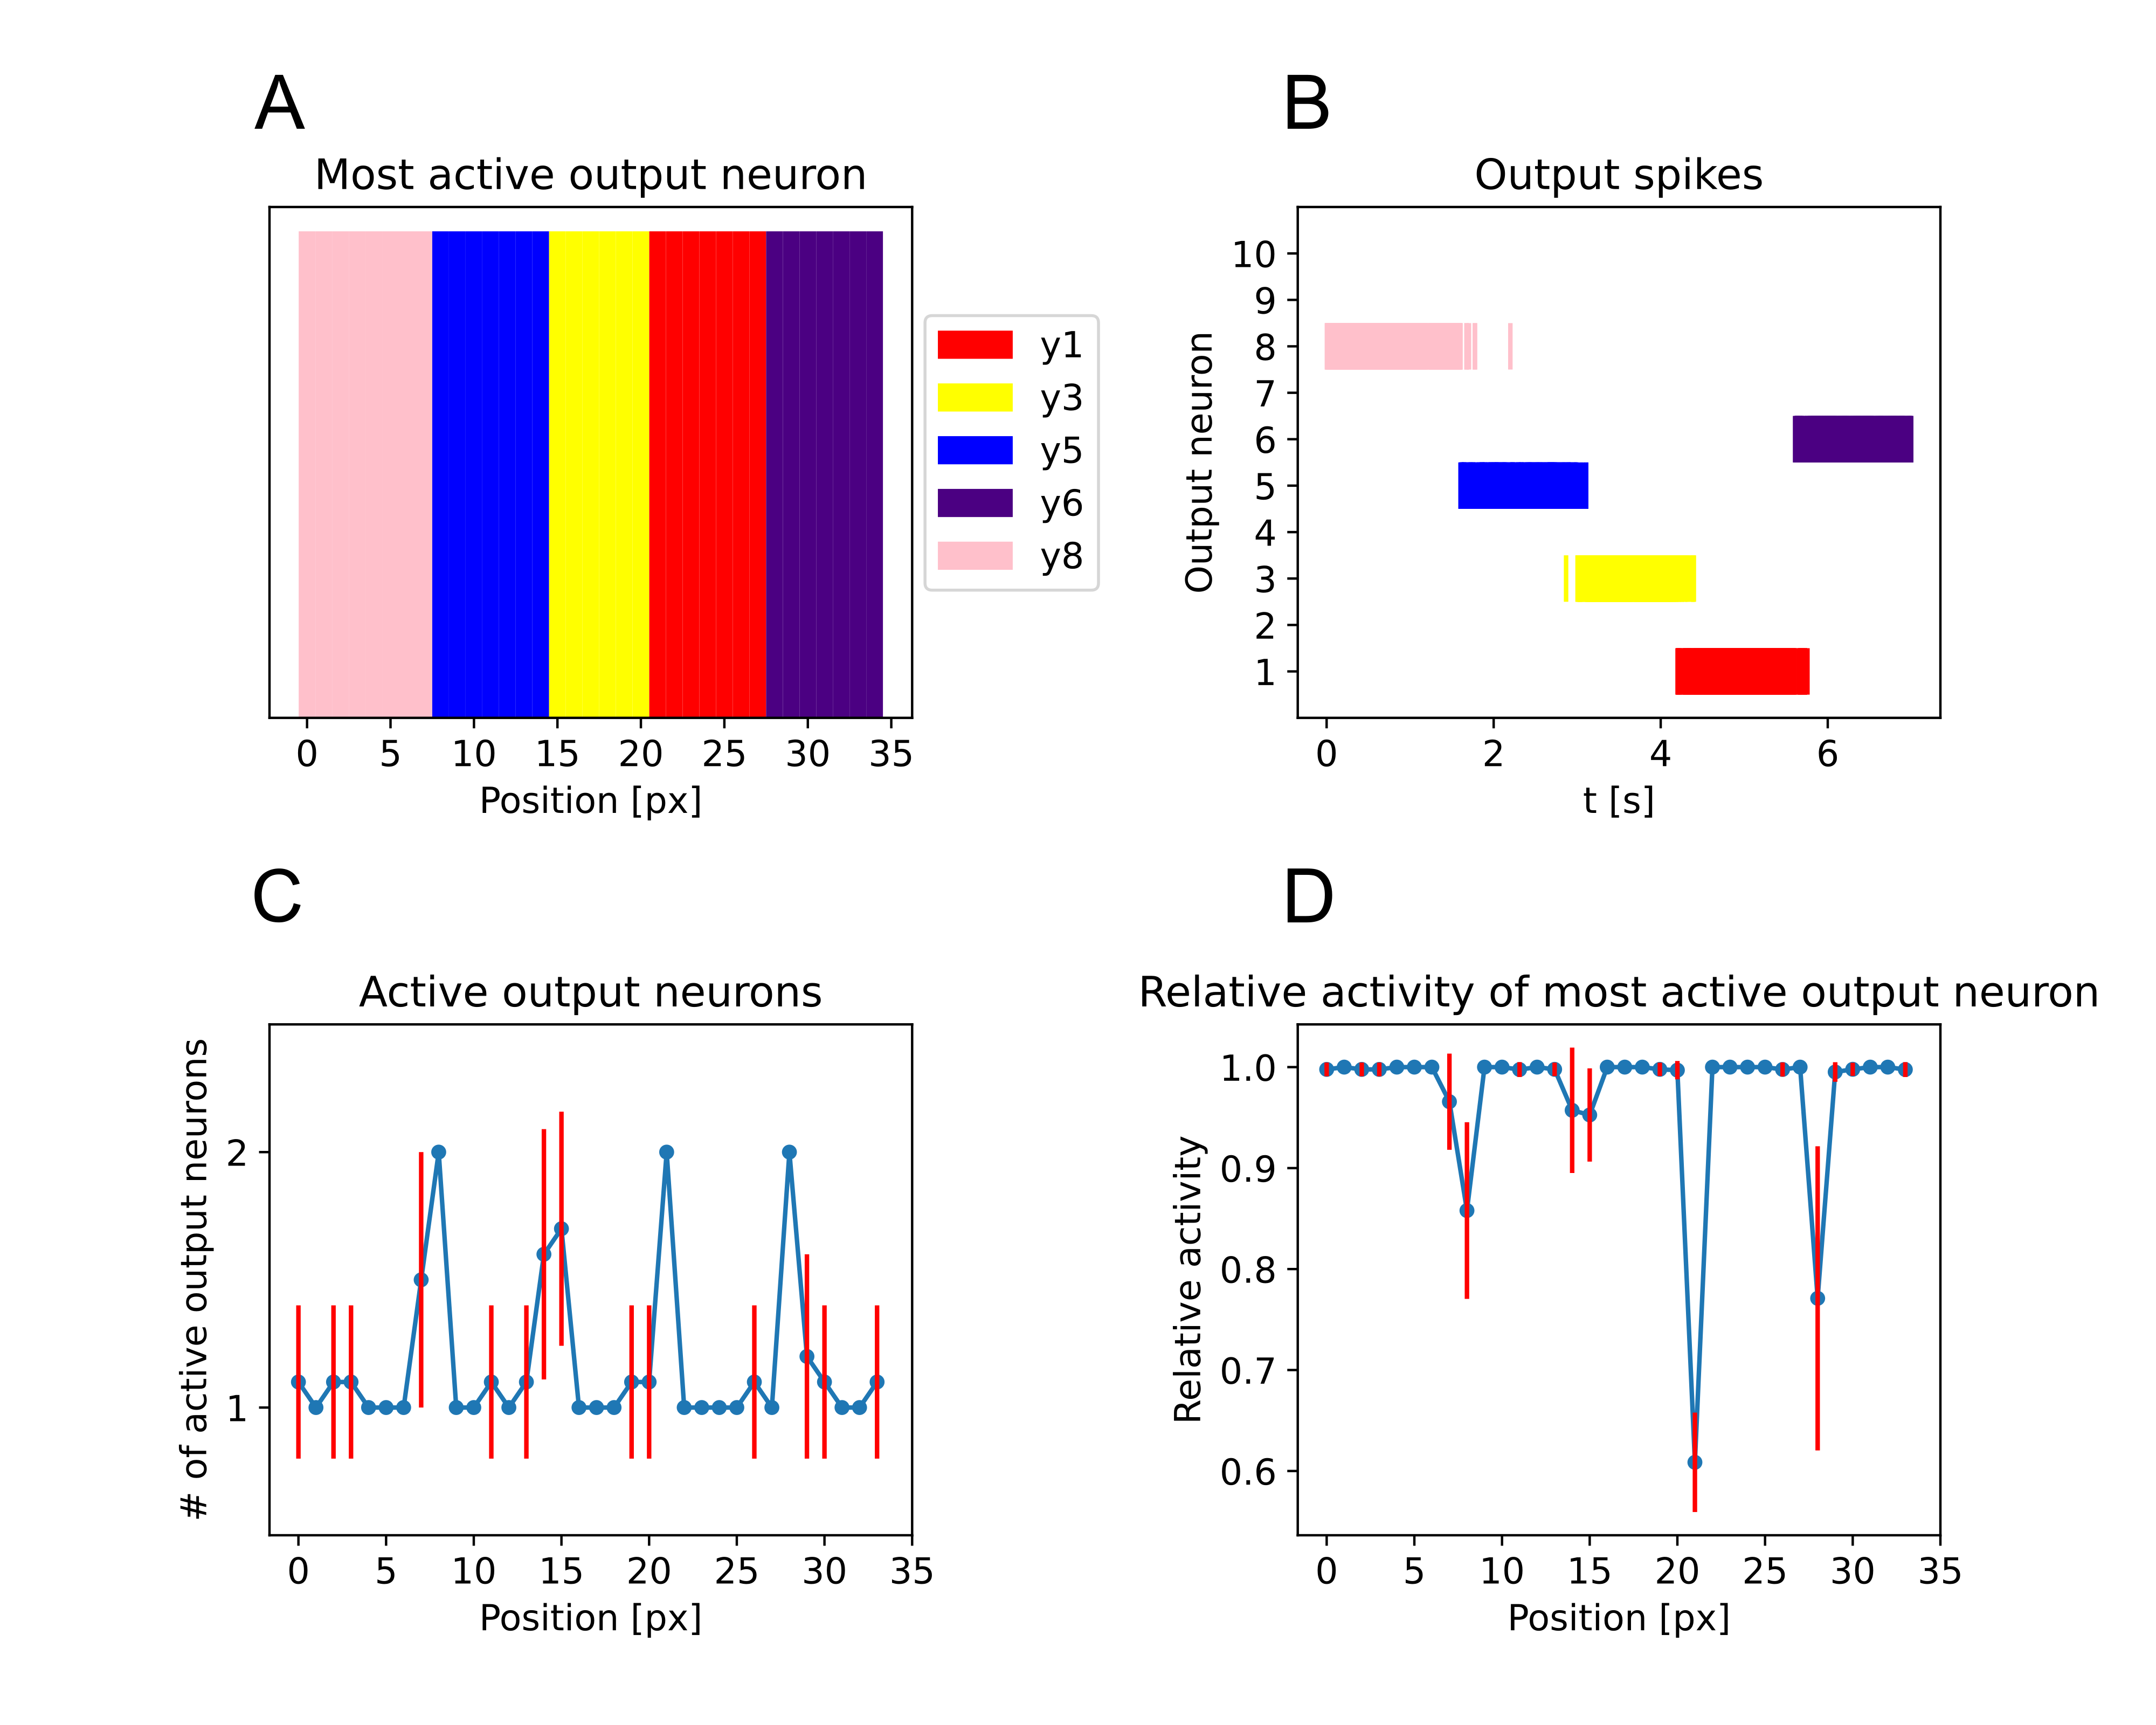 A
Most active output neuron
0 5 10 15 20 25 30 35
Position [px]
y1
y3
y5
y6
y8
B
Output spikes
Output neuron
10
9
8
7
6
5
4
3
2
1
0 2 4 6
t [s]
C
Active output neurons
# of active output neurons
2
1
0 5 10 15 20 25 30 35
Position [px]
D
Relative activity of most active output neuron
Relative activity
1.0
0.9
0.8
0.7
0.6
0 5 10 15 20 25 30 35
Position [px]